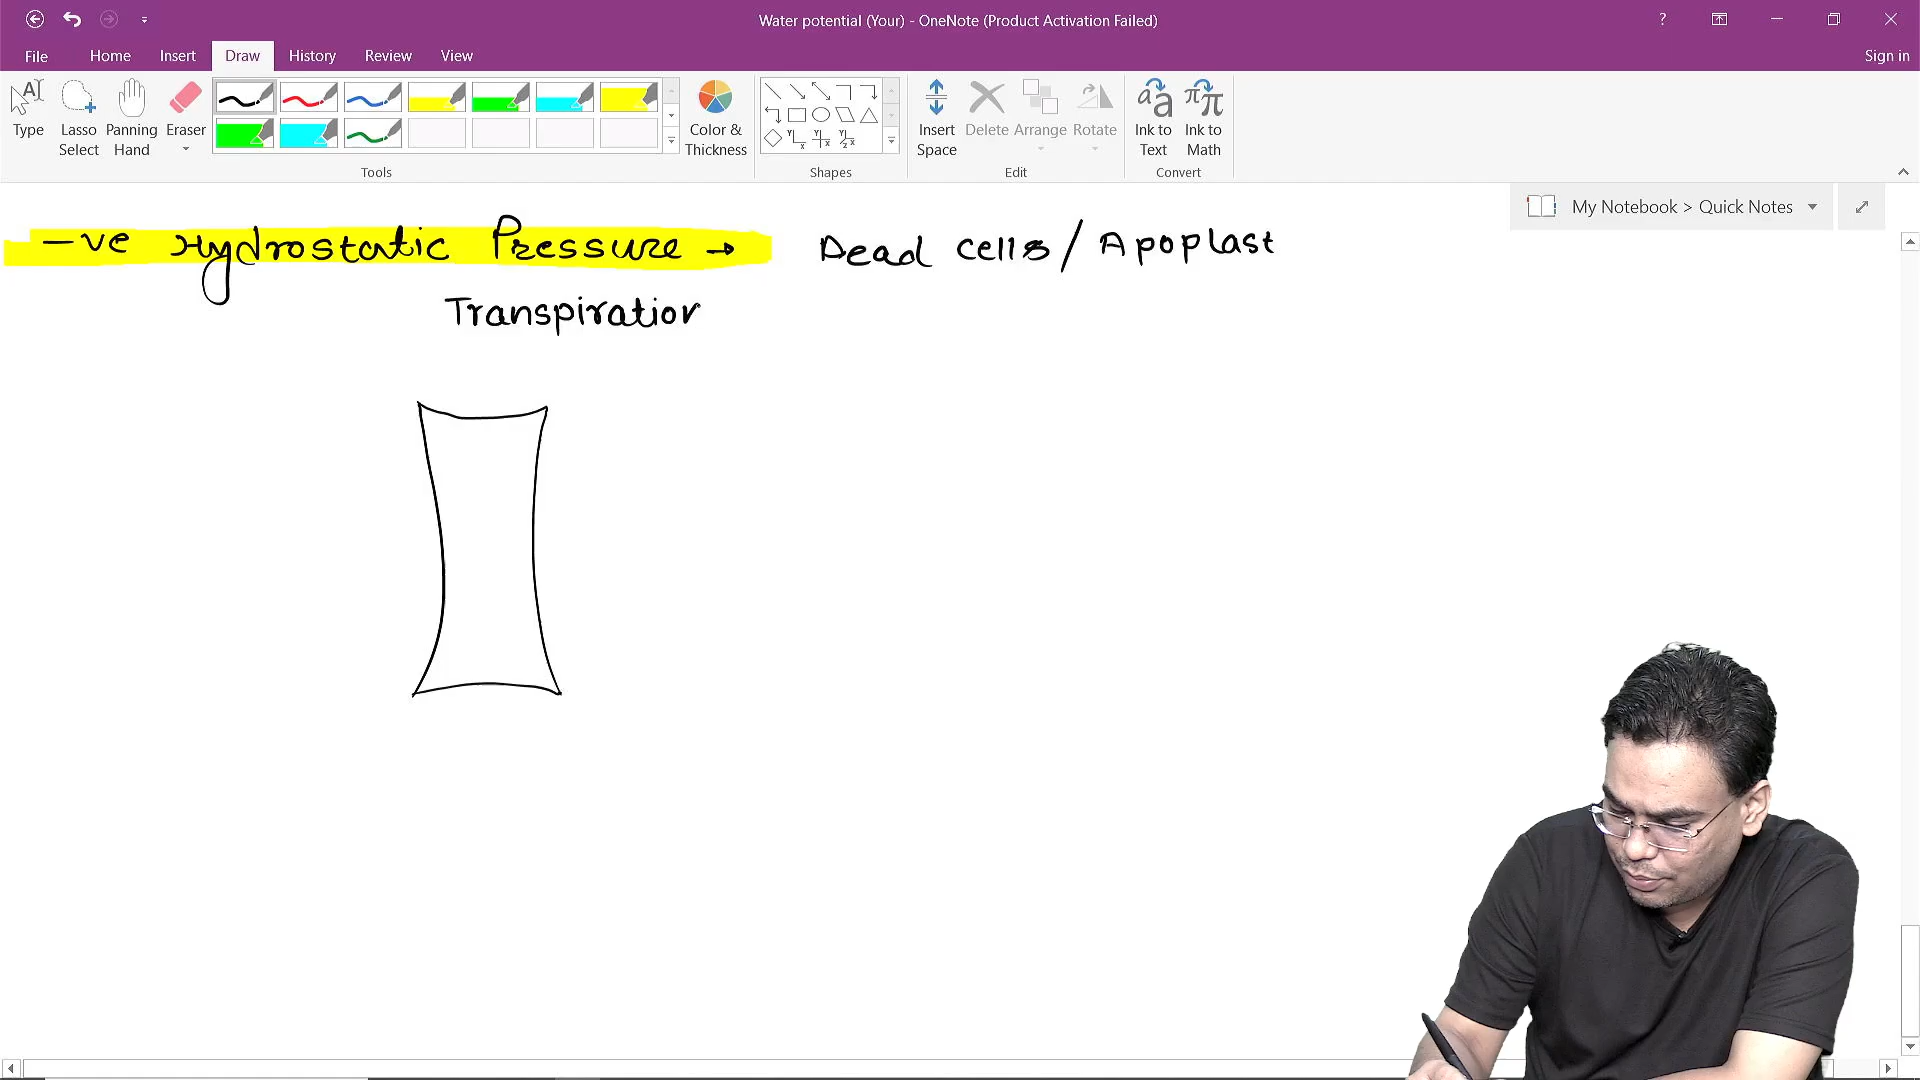 Water potential (Your) - OneNote (Product Activation Failed)
?
File Home Insert Draw History Review View
Sign in
Type
Lasso Select
Panning Hand
Eraser
Color & Thickness
Insert Space
Delete
Arrange
Rotate
Ink to Text
Ink to Math
Tools
Shapes
Edit
Convert
My Notebook > Quick Notes
-ve Hydrostatic Pressure → Dead cells / Apoplast
Transpiration